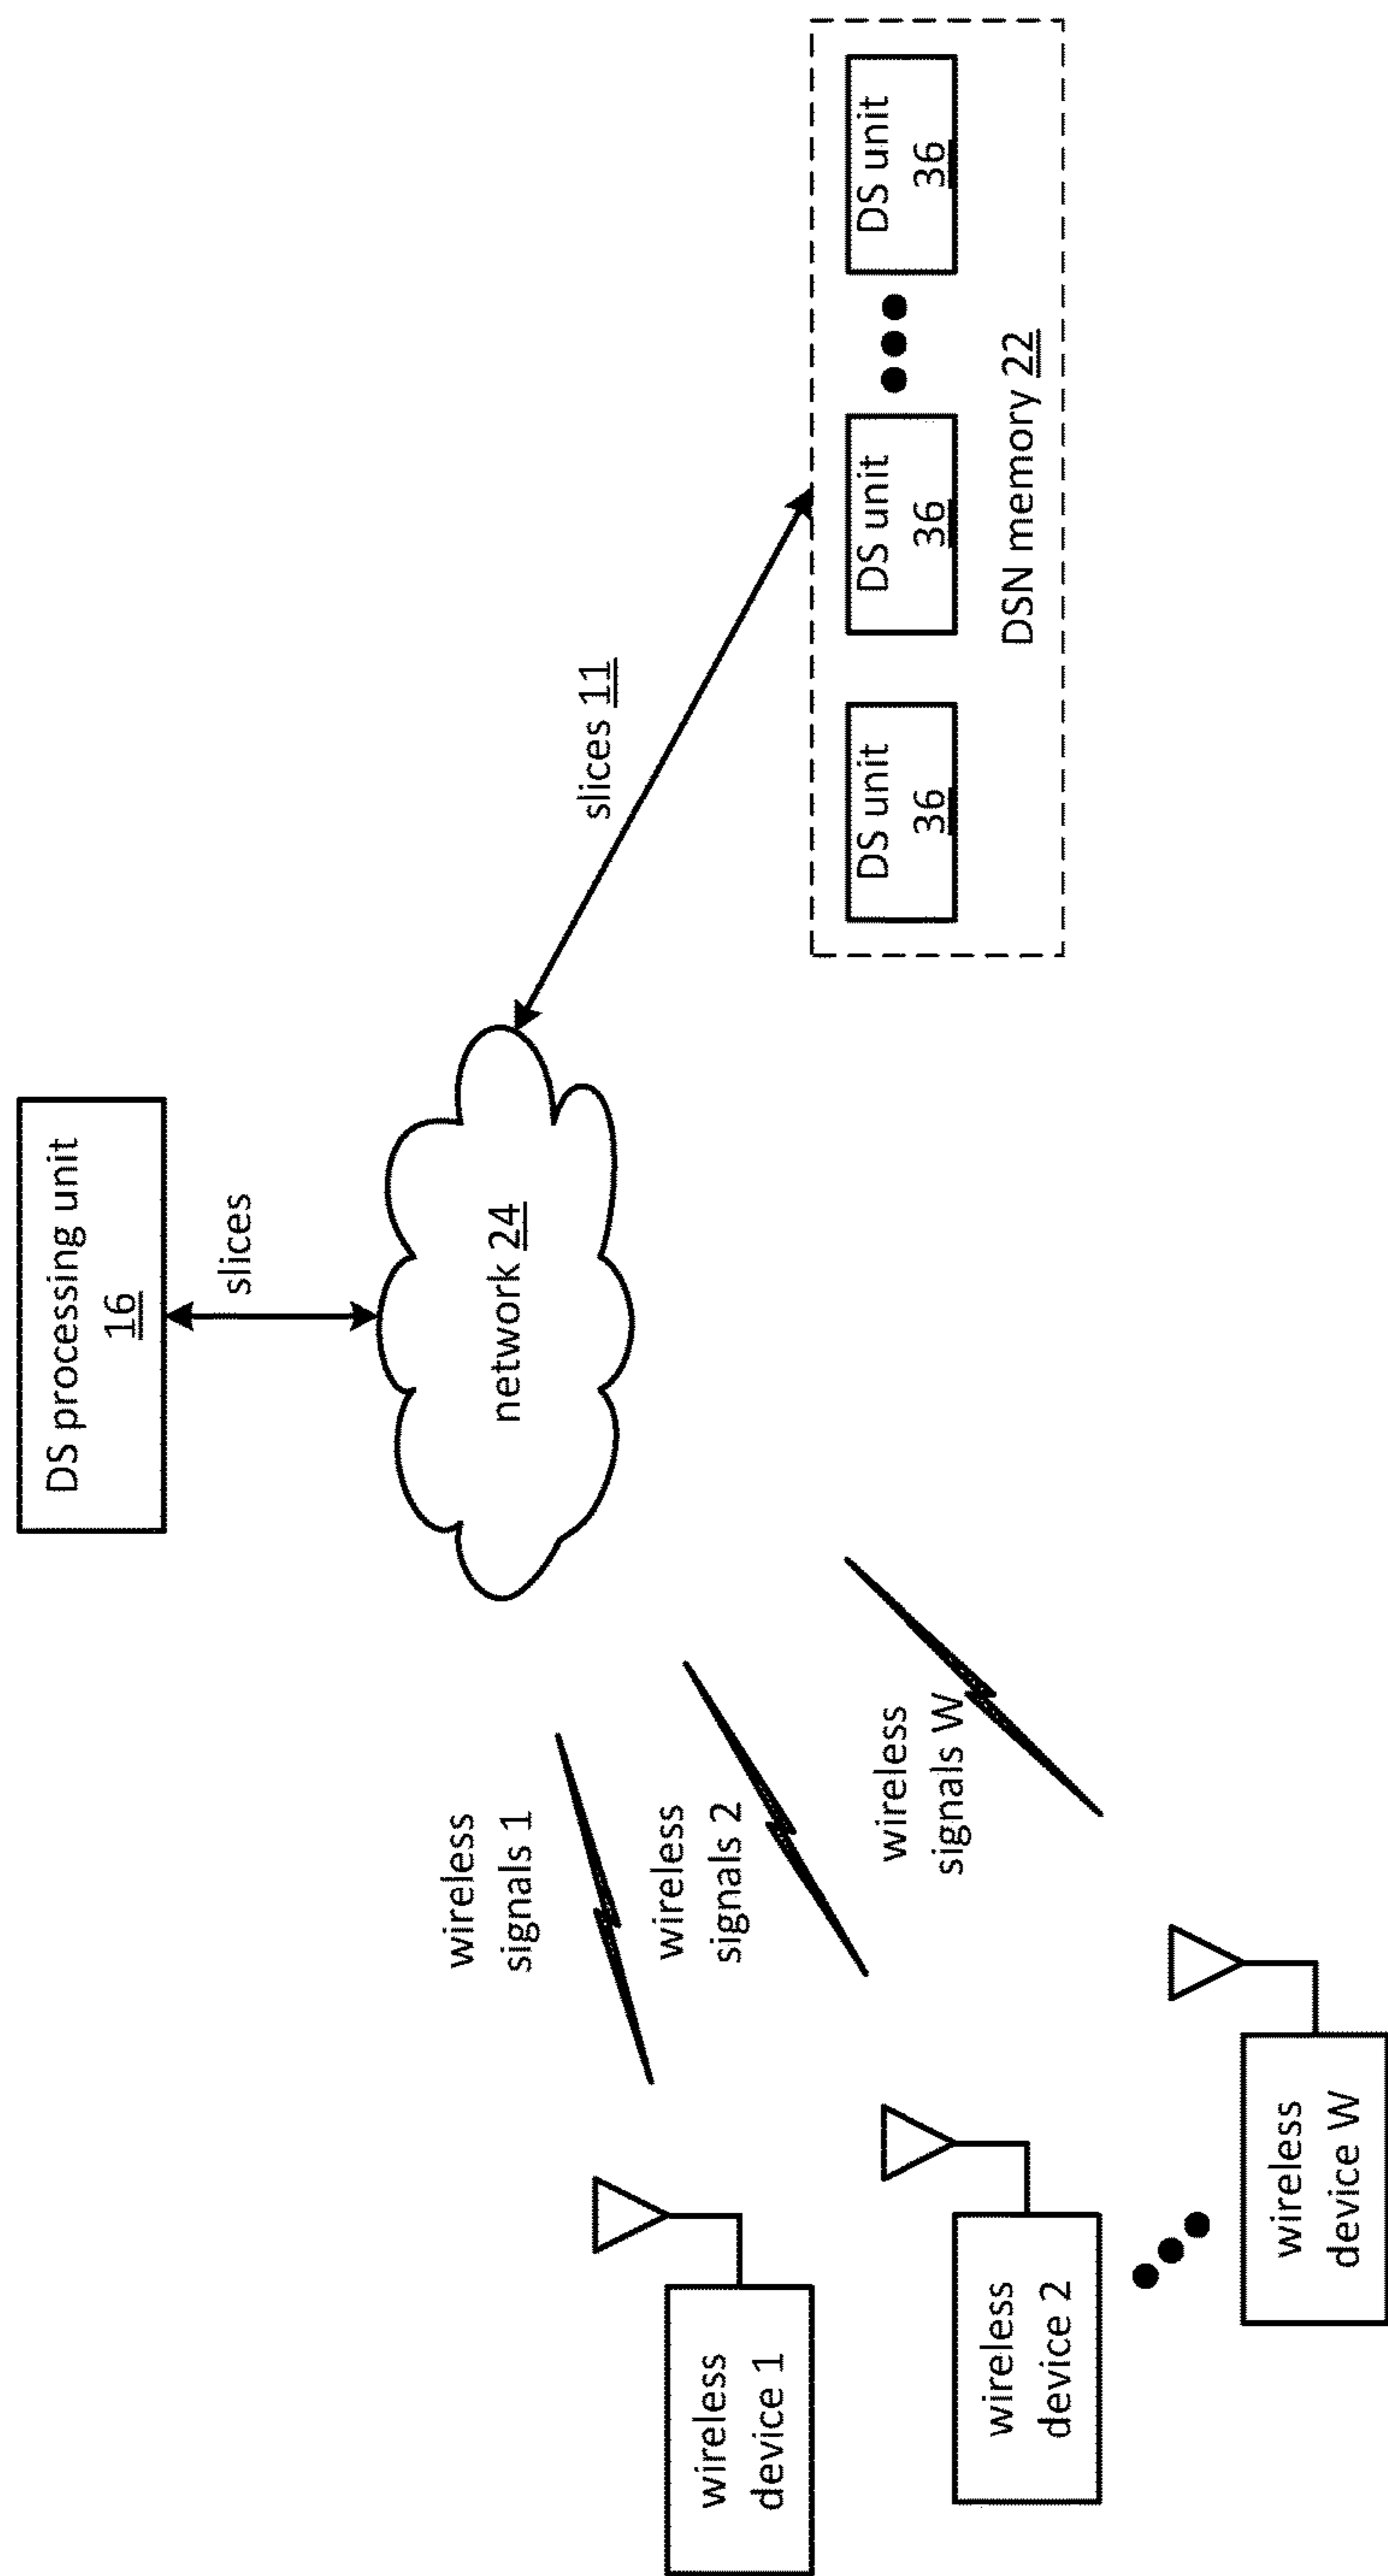 DS processing unit
16
slices
network 24
slices 11
DS unit
36
DS unit
36
DS unit
36
DSN memory 22
wireless
signals 1
wireless
signals 2
wireless
signals W
wireless
device 1
wireless
device 2
wireless
device W